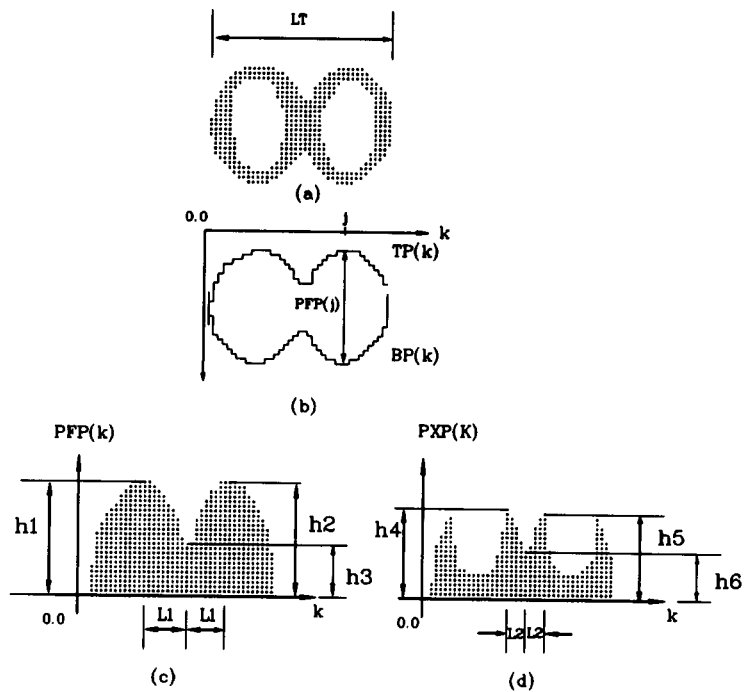 LT
(a)
0.0
j
k
TP(k)
PFP(j)
BP(k)
(b)
PFP(k)
h1
h2
h3
0.0
L1
L1
k
(c)
PXP(K)
h4
h5
h6
0.0
L2
L2
k
(d)